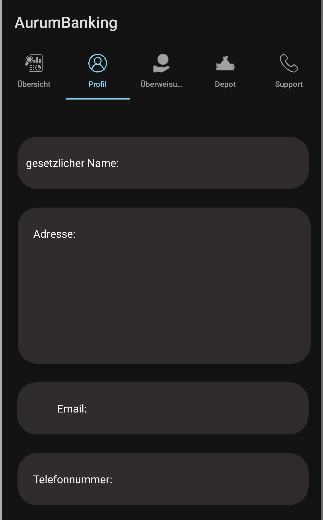 AurumBanking
Übersicht Profil Überweisu... Depot Support
gesetzlicher Name:
Adresse:
Email:
Telefonnummer: